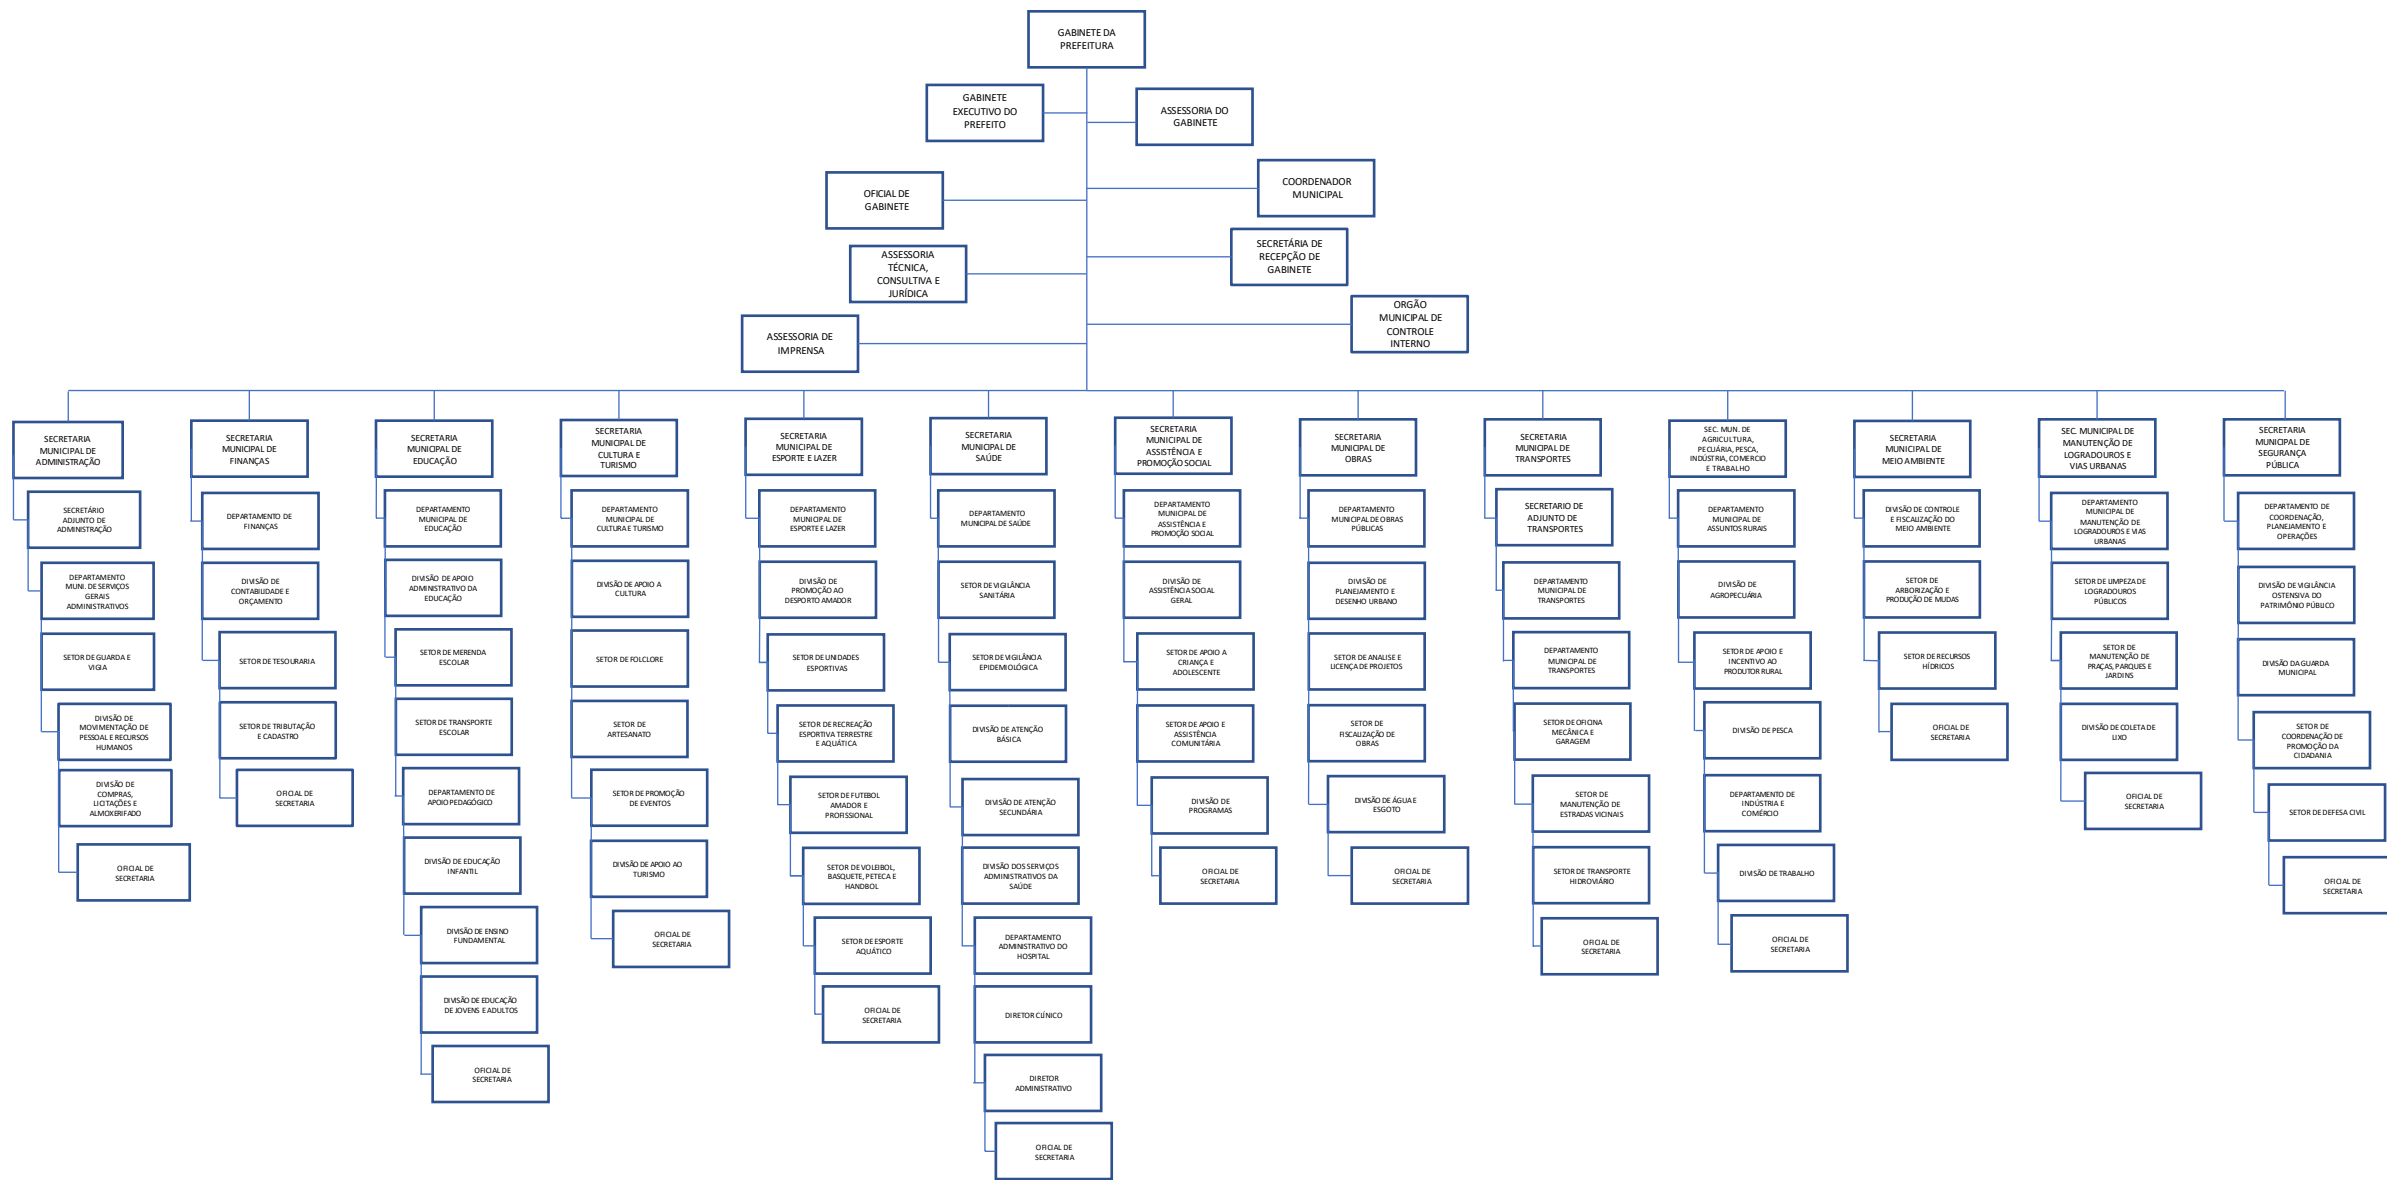 GABINETE DA
PREFEITURA
GABINETE
EXECUTIVO DO
PREFEITO
ASSESSORIA DO
GABINETE
OFICIAL DE
GABINETE
COORDENADOR
MUNICIPAL
ASSESSORIA
TÉCNICA,
CONSULTIVA E
JURÍDICA
SECRETÁRIA DE
RECEPÇÃO DE
GABINETE
ASSESSORIA DE
IMPRENSA
ORGÃO
MUNICIPAL DE
CONTROLE
INTERNO
SECRETARIA
MUNICIPAL DE
ADMINISTRAÇÃO
SECRETÁRIO
ADJUNTO DE
ADMINISTRAÇÃO
DEPARTAMENTO
MUNI. DE SERVIÇOS
GERAIS
ADMINISTRATIVOS
SETOR DE GUARDA E
VIGIA
DIVISÃO DE
MOVIMENTAÇÃO DE
PESSOAL E RECURSOS
HUMANOS
DIVISÃO DE
COMPRAS,
LICITAÇÕES E
ALMOXERIFADO
OFICIAL DE
SECRETARIA
SECRETARIA
MUNICIPAL DE
FINANÇAS
DEPARTAMENTO DE
FINANÇAS
DIVISÃO DE
CONTABILIDADE E
ORÇAMENTO
SETOR DE TESOURARIA
SETOR DE TRIBUTAÇÃO
E CADASTRO
OFICIAL DE
SECRETARIA
SECRETARIA
MUNICIPAL DE
EDUCAÇÃO
DEPARTAMENTO
MUNICIPAL DE
EDUCAÇÃO
DIVISÃO DE APOIO
ADMINISTRATIVO DA
EDUCAÇÃO
SETOR DE MERENDA
ESCOLAR
SETOR DE TRANSPORTE
ESCOLAR
DEPARTAMENTO DE
APOIO PEDAGÓGICO
DIVISÃO DE EDUCAÇÃO
INFANTIL
DIVISÃO DE ENSINO
FUNDAMENTAL
DIVISÃO DE EDUCAÇÃO
DE JOVENS E ADULTOS
OFICIAL DE
SECRETARIA
SECRETARIA
MUNICIPAL DE
CULTURA E
TURISMO
DEPARTAMENTO
MUNICIPAL DE
CULTURA E TURISMO
DIVISÃO DE APOIO A
CULTURA
SETOR DE FOLCLORE
SETOR DE
ARTESANATO
SETOR DE PROMOÇÃO
DE EVENTOS
DIVISÃO DE APOIO AO
TURISMO
OFICIAL DE
SECRETARIA
SECRETARIA
MUNICIPAL DE
ESPORTE E LAZER
DEPARTAMENTO
MUNICIPAL DE
ESPORTE E LAZER
DIVISÃO DE
PROMOÇÃO AO
DESPORTO AMADOR
SETOR DE UNIDADES
ESPORTIVAS
SETOR DE RECREAÇÃO
ESPORTIVA TERRESTRE
E AQUÁTICA
SETOR DE FUTEBOL
AMADOR E
PROFISSIONAL
SETOR DE VOLEIBOL,
BASQUETE, PETECA E
HANDBOL
SETOR DE ESPORTE
AQUÁTICO
OFICIAL DE
SECRETARIA
SECRETARIA
MUNICIPAL DE
SAÚDE
DEPARTAMENTO
MUNICIPAL DE SAÚDE
SETOR DE VIGILÂNCIA
SANITÁRIA
SETOR DE VIGILÊNCIA
EPIDEMIOLÓGICA
DIVISÃO DE ATENÇÃO
BÁSICA
DIVISÃO DE ATENÇÃO
SECUNDÁRIA
DIVISÃO DOS SERVIÇOS
ADMINISTRATIVOS DA
SAÚDE
DEPARTAMENTO
ADMINISTRATIVO DO
HOSPITAL
DIRETOR CLÍNICO
DIRETOR
ADMINISTRATIVO
OFICIAL DE
SECRETARIA
SECRETARIA
MUNICIPAL DE
ASSISTÊNCIA E
PROMOÇÃO SOCIAL
DEPARTAMENTO
MUNICIPAL DE
ASSISTÊNCIA E
PROMOÇÃO SOCIAL
DIVISÃO DE
ASSISTÊNCIA SOCIAL
GERAL
SETOR DE APOIO A
CRIANÇA E
ADOLESCENTE
SETOR DE APOIO E
ASSISTÊNCIA
COMUNITÁRIA
DIVISÃO DE
PROGRAMAS
OFICIAL DE
SECRETARIA
SECRETARIA
MUNICIPAL DE
OBRAS
DEPARTAMENTO
MUNICIPAL DE OBRAS
PÚBLICAS
DIVISÃO DE
PLANEJAMENTO E
DESENHO URBANO
SETOR DE ANALISE E
LICENÇA DE PROJETOS
SETOR DE
FISCALIZAÇÃO DE
OBRAS
DIVISÃO DE ÁGUA E
ESGOTO
OFICIAL DE
SECRETARIA
SECRETARIA
MUNICIPAL DE
TRANSPORTES
SECRETARIO DE
ADJUNTO DE
TRANSPORTES
DEPARTAMENTO
MUNICIPAL DE
TRANSPORTES
DEPARTAMENTO
MUNICIPAL DE
TRANSPORTES
SETOR DE OFICINA
MECÂNICA E
GARAGEM
SETOR DE
MANUTENÇÃO DE
ESTRADAS VICINAIS
SETOR DE TRANSPORTE
HIDROVIÁRIO
OFICIAL DE
SECRETARIA
SEC. MUN. DE
AGRICULTURA,
PECUÁRIA, PESCA,
INDÚSTRIA, COMERCIO
E TRABALHO
DEPARTAMENTO
MUNICIPAL DE
ASSUNTOS RURAIS
DIVISÃO DE
AGROPECUÁRIA
SETOR DE APOIO E
INCENTIVO AO
PRODUTOR RURAL
DIVISÃO DE PESCA
DEPARTAMENTO DE
INDÚSTRIA E
COMÉRCIO
DIVISÃO DE TRABALHO
OFICIAL DE
SECRETARIA
SECRETARIA
MUNICIPAL DE
MEIO AMBIENTE
DIVISÃO DE CONTROLE
E FISCALIZAÇÃO DO
MEIO AMBIENTE
SETOR DE
ARBORIZAÇÃO E
PRODUÇÃO DE MUDAS
SETOR DE RECURSOS
HÍDRICOS
OFICIAL DE
SECRETARIA
SEC. MUNICIPAL DE
MANUTENÇÃO DE
LOGRADOUROS E
VIAS URBANAS
DEPARTAMENTO
MUNICIPAL DE
MANUTENÇÃO DE
LOGRADOUROS E VIAS
URBANAS
SETOR DE LIMPEZA DE
LOGRADOUROS
PÚBLICOS
SETOR DE
MANUTENÇÃO DE
PRAÇAS, PARQUES E
JARDINS
DIVISÃO DE COLETA DE
LIXO
OFICIAL DE
SECRETARIA
SECRETARIA
MUNICIPAL DE
SEGURANÇA
PÚBLICA
DEPARTAMENTO DE
COORDENAÇÃO,
PLANEJAMENTO E
OPERAÇÕES
DIVISÃO DE VIGILÂNCIA
OSTENSIVA DO
PATRIMÔNIO PÚBLICO
DIVISÃO DA GUARDA
MUNICIPAL
SETOR DE
COORDENAÇÃO DE
PROMOÇÃO DA
CIDADANIA
SETOR DE DEFESA CIVIL
OFICIAL DE
SECRETARIA